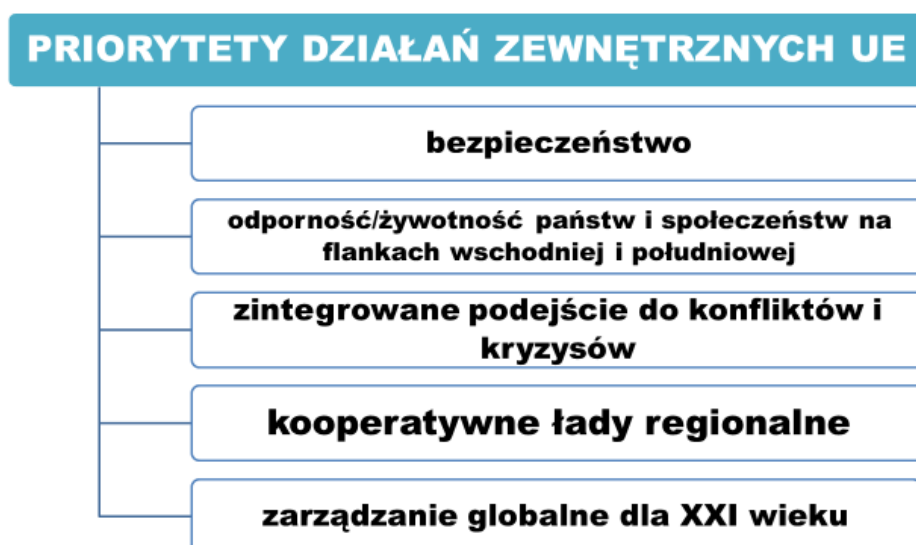 PRIORYTETY DZIAŁAŃ ZEWNĘTRZNYCH UE
bezpieczeństwo
odporność/żywotność państw i społeczeństw na
flankach wschodniej i południowej
zintegrowane podejście do konfliktów i
kryzysów
kooperatywne łady regionalne
zarządzanie globalne dla XXI wieku